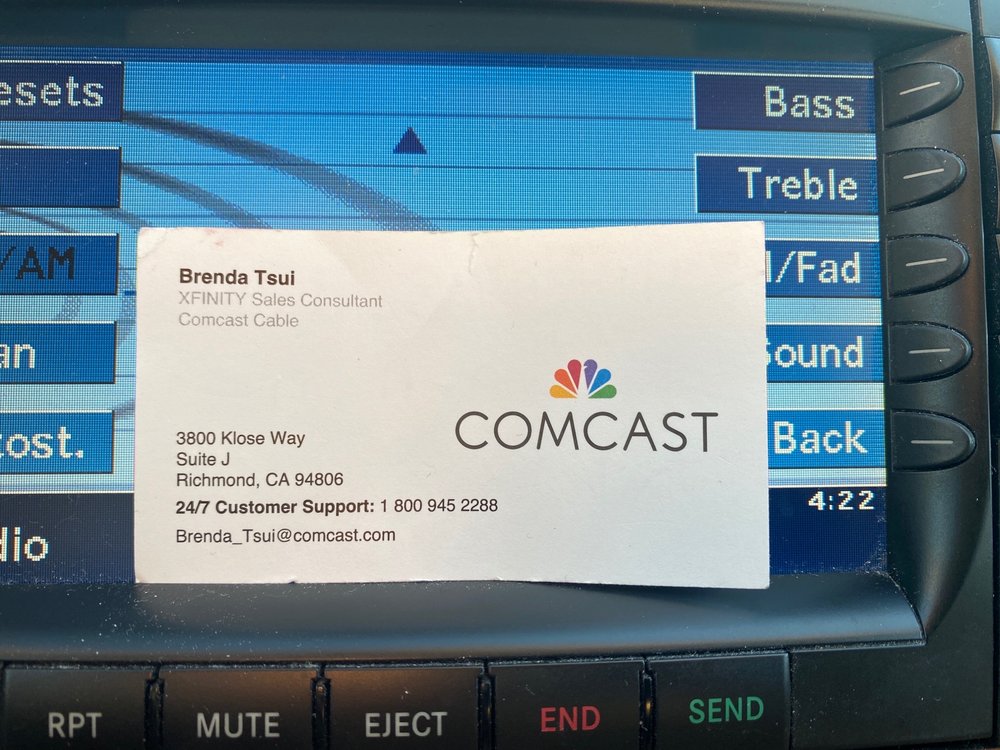 esets
Bass
Treble
/AM
/Fad
an
Sound
ost.
Back
4:22
dio
Brenda Tsui
XFINITY Sales Consultant
Comcast Cable
COMCAST
3800 Klose Way
Suite J
Richmond, CA 94806
24/7 Customer Support: 1 800 945 2288
Brenda_Tsui@comcast.com
RPT
MUTE
EJECT
END
SEND